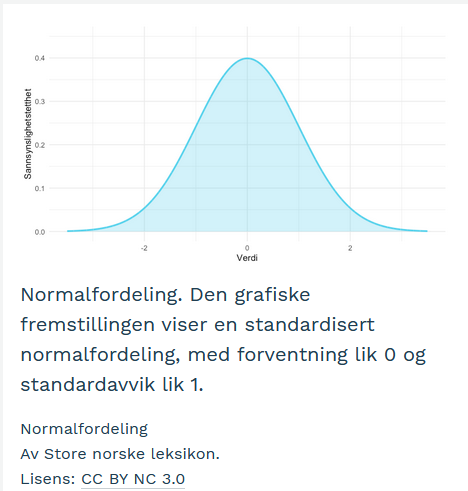 0.4
0.3
0.2
0.1
0.0
Sannsynslighetstetthet
-2
0
2
Verdi
Normalfordeling. Den grafiske
fremstillingen viser en standardisert
normalfordeling, med forventning lik 0 og
standardavvik lik 1.
Normalfordeling
Av Store norske leksikon.
Lisens: CC BY NC 3.0